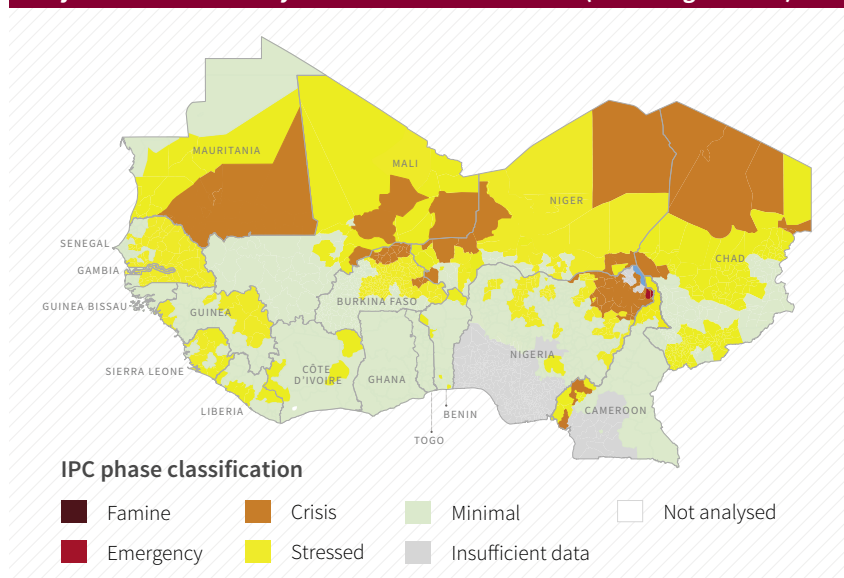 MAURITANIA
MALI
NIGER
SENEGAL
CHAD
GAMBIA
GUINEA BISSAU
GUINEA
BURKINA FASO
NIGERIA
SIERRA LEONE
CÔTE
D'IVOIRE
GHANA
LIBERIA
BENIN
CAMEROON
TOGO
IPC phase classification
Famine
Crisis
Minimal
Not analysed
Emergency
Stressed
Insufficient data